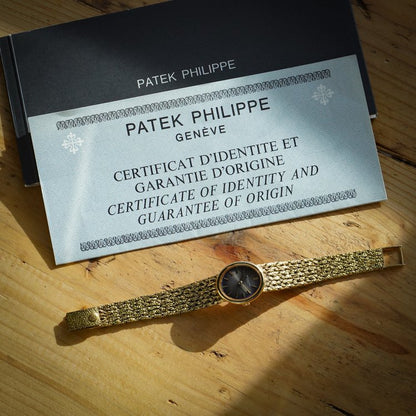 PATEK PHILIPPE
PATEK PHILIPPE
GENÈVE
CERTIFICAT D'IDENTITE ET
GARANTIE D'ORIGINE
CERTIFICATE OF IDENTITY AND
GUARANTEE OF ORIGIN